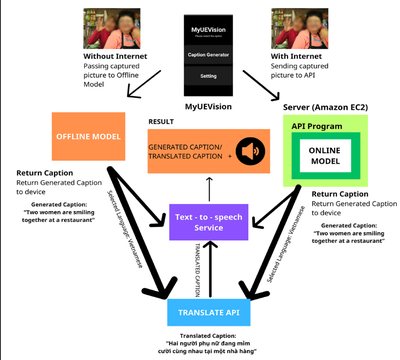 MyUEVision
Caption Generator
Setting
Without Internet
Passing captured
picture to Offline
Model
With Internet
Sending captured
picture to API
MyUEVision
Server (Amazon EC2)
RESULT
API Program
OFFLINE MODEL
GENERATED CAPTION/
TRANSLATED CAPTION +
ONLINE
MODEL
Return Caption
Return Generated Caption
to device
Generated Caption:
"Two women are smiling
together at a restaurant"
Return Caption
Return Generated Caption
to device
Generated Caption:
"Two women are smiling
together at a restaurant"
Text - to - speech
Service
Selected Language: Vietnamese
TRANSLATED CAPTION
Selected Language: Vietnamese
TRANSLATE API
Translated Caption:
"Hai người phụ nữ đang mỉm
cười cùng nhau tại một nhà hàng"